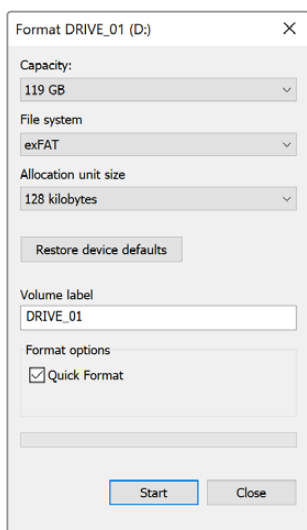 Format DRIVE_01 (D:)
Capacity:
119 GB
File system
exFAT
Allocation unit size
128 kilobytes
Restore device defaults
Volume label
DRIVE_01
Format options
Quick Format
Start Close